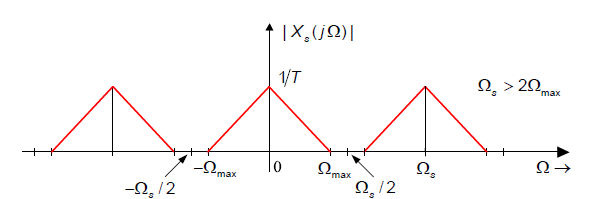 |X_s(jΩ)|
1/T
Ω_s > 2Ω_max
−Ω_max 0 Ω_max Ω_s Ω →
−Ω_s / 2 Ω_s / 2